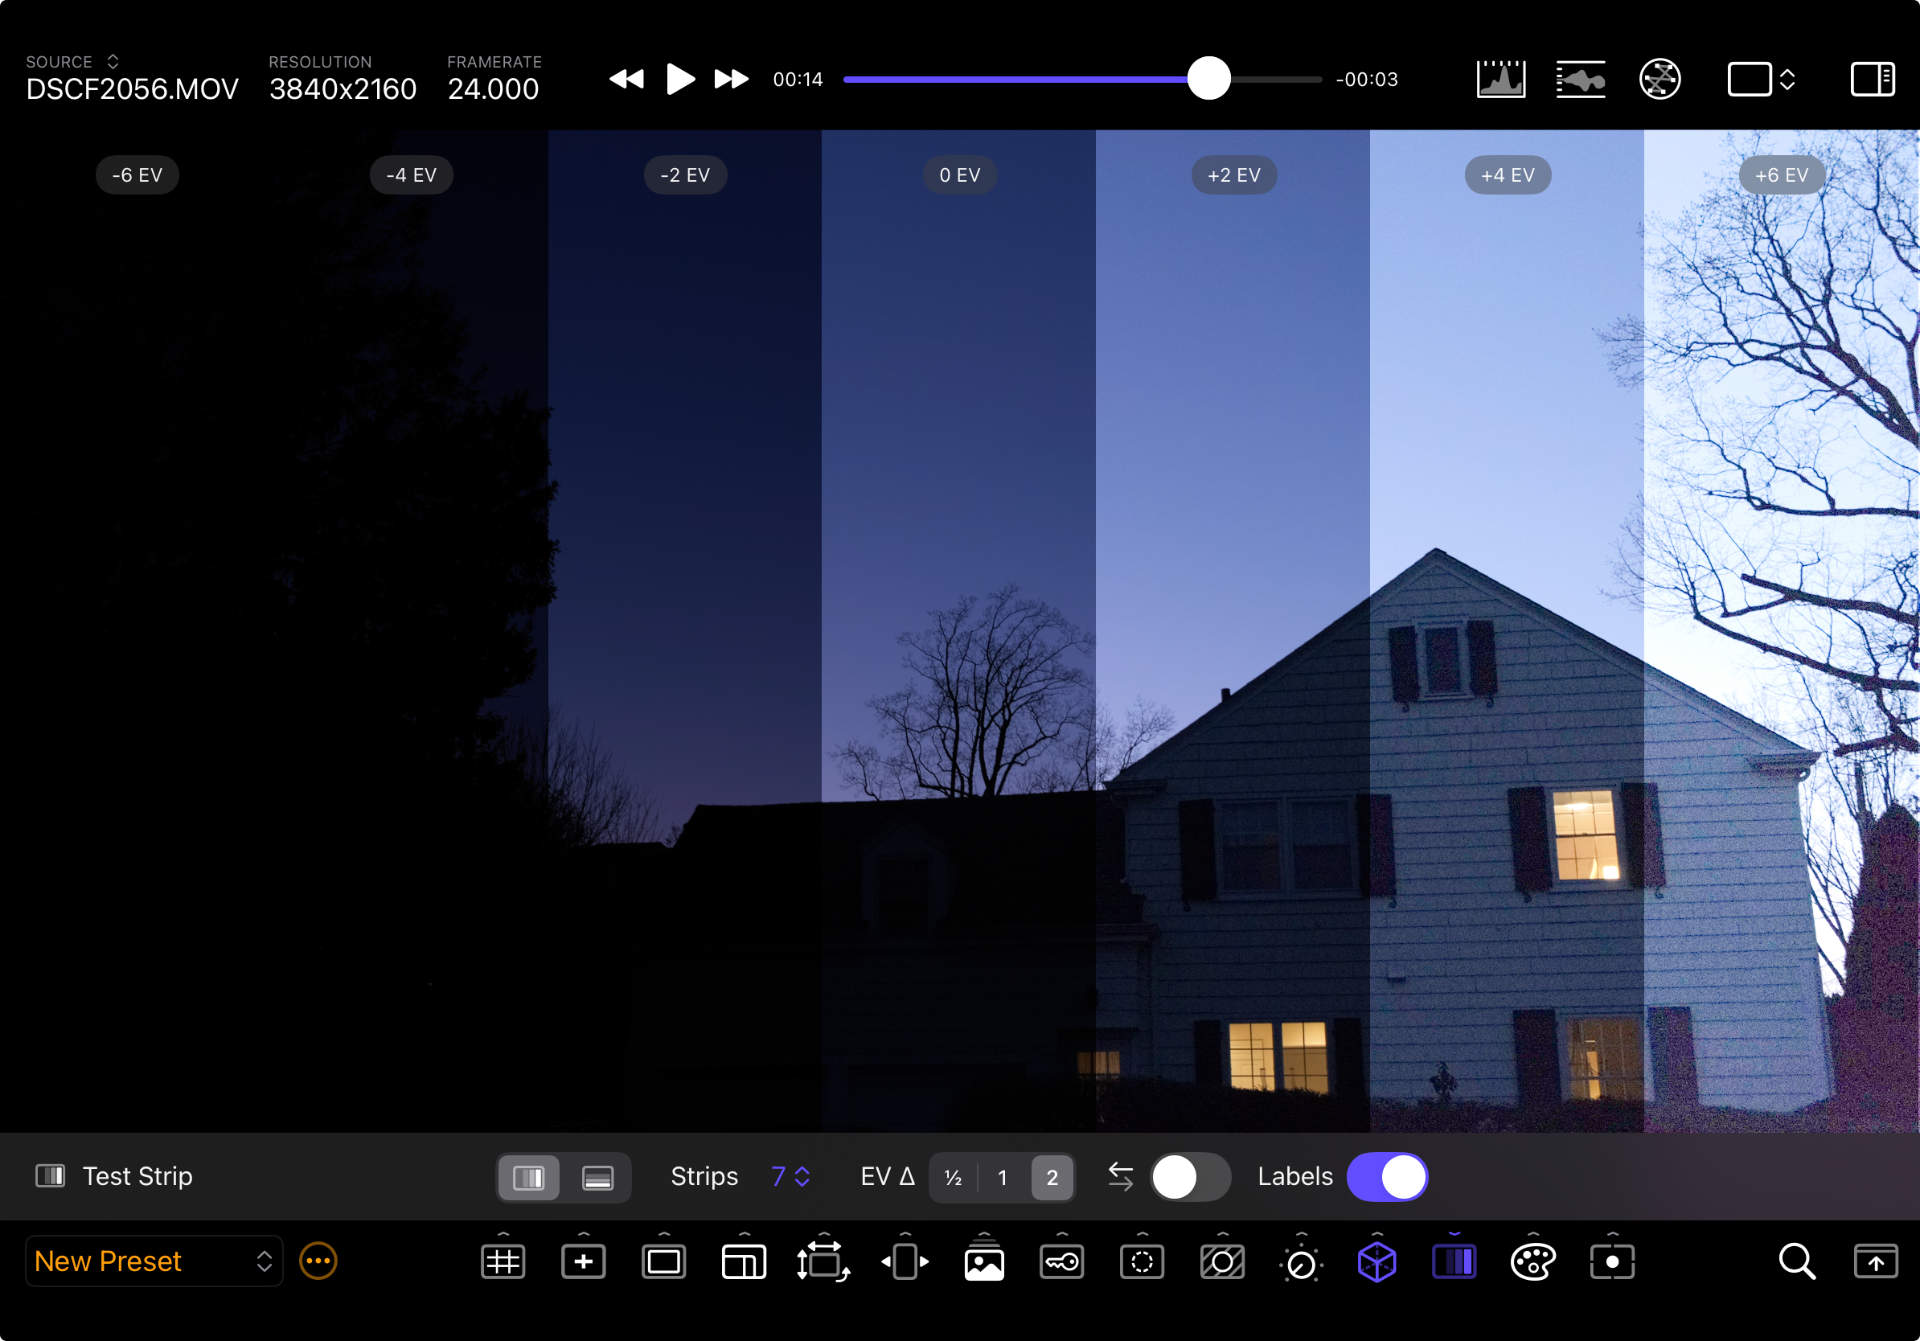 SOURCE RESOLUTION FRAMERATE
DSCF2056.MOV 3840x2160 24.000 00:14 -00:03
-6 EV -4 EV -2 EV 0 EV +2 EV +4 EV +6 EV
Test Strip Strips 7 EV Δ ½ 1 2 Labels
New Preset